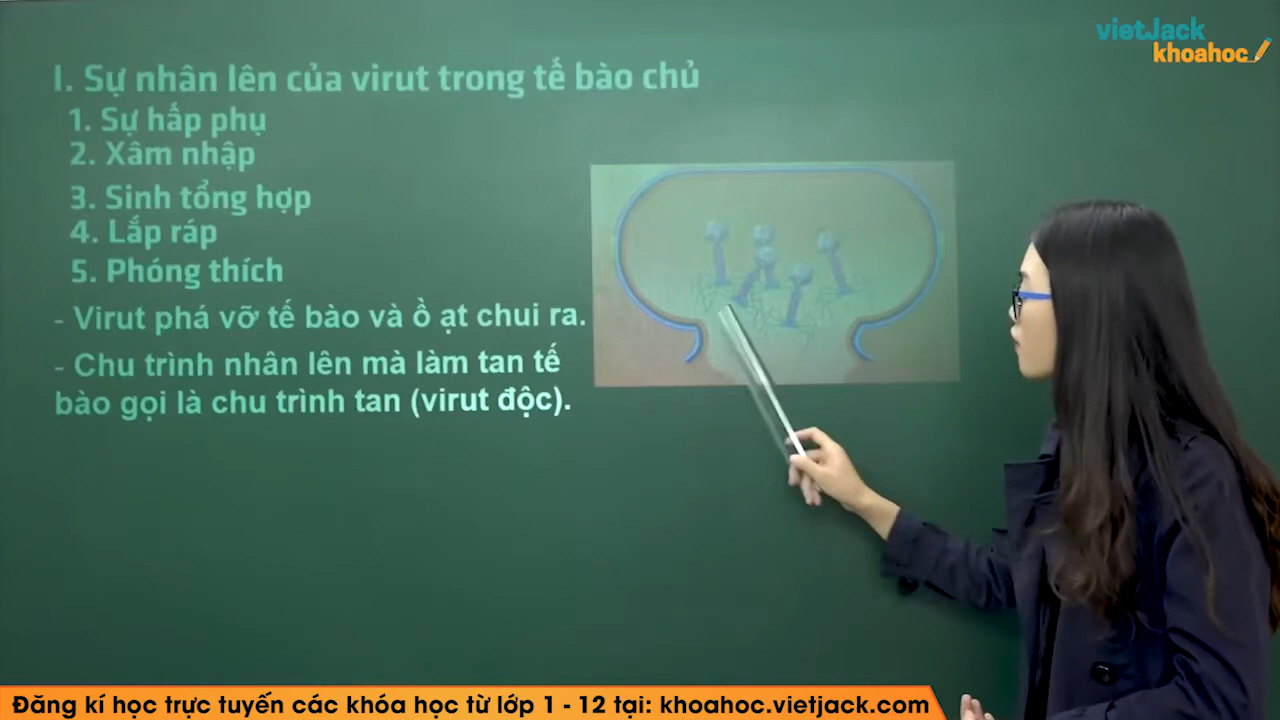 vietJack
khoahoc
I. Sự nhân lên của virut trong tế bào chủ
1. Sự hấp phụ
2. Xâm nhập
3. Sinh tổng hợp
4. Lắp ráp
5. Phóng thích
- Virut phá vỡ tế bào và ồ ạt chui ra.
- Chu trình nhân lên mà làm tan tế
bào gọi là chu trình tan (virut độc).
Đăng kí học trực tuyến các khóa học từ lớp 1 - 12 tại: khoahoc.vietjack.com